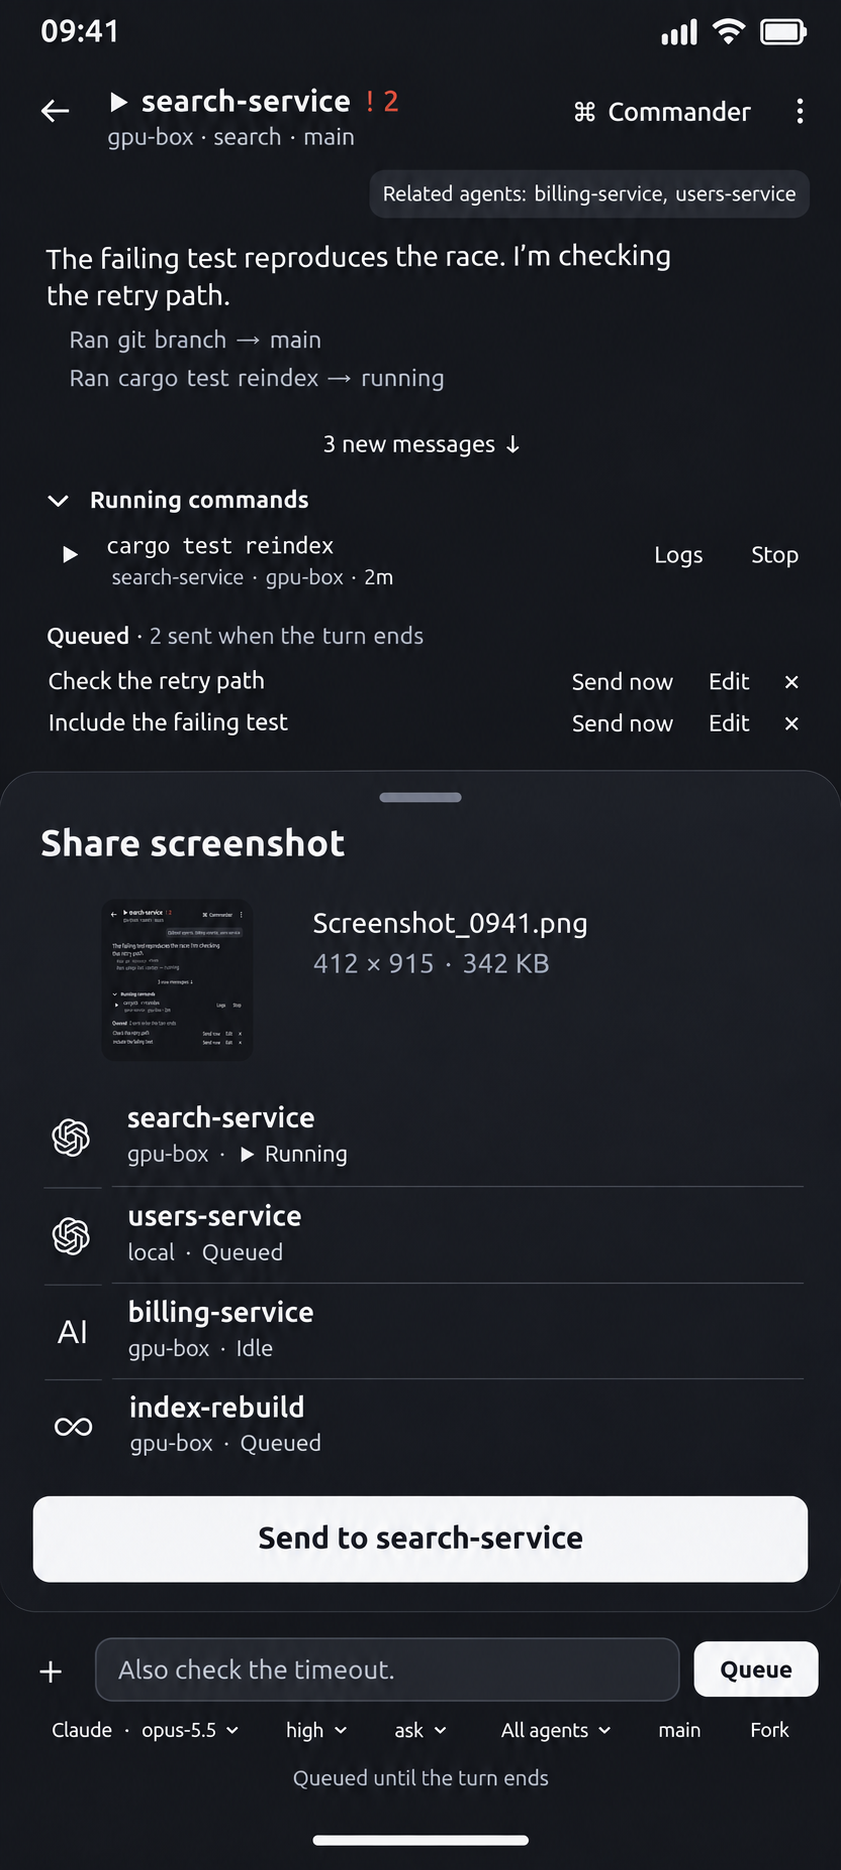 09:41
search-service ! 2
gpu-box · search · main
⌘ Commander
Related agents: billing-service, users-service
The failing test reproduces the race. I’m checking
the retry path.
Ran git branch → main
Ran cargo test reindex → running
3 new messages ↓
Running commands
cargo test reindex
search-service · gpu-box · 2m
Logs Stop
Queued · 2 sent when the turn ends
Check the retry path Send now Edit ×
Include the failing test Send now Edit ×
Share screenshot
Screenshot_0941.png
412 × 915 · 342 KB
search-service
gpu-box · ▶ Running
users-service
local · Queued
AI
billing-service
gpu-box · Idle
index-rebuild
gpu-box · Queued
Send to search-service
+ Also check the timeout. Queue
Claude · opus-5.5 high ask All agents main Fork
Queued until the turn ends